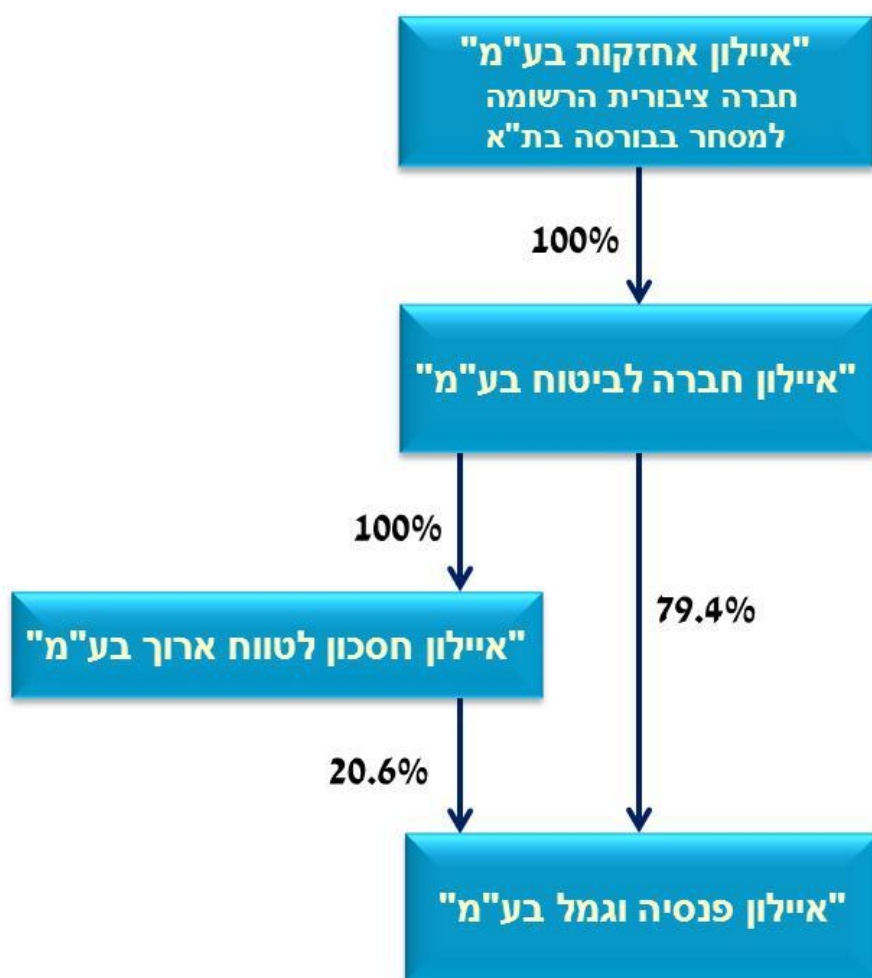 "איילון אחזקות בע"מ"
חברה ציבורית הרשומה
למסחר בבורסה בת"א
100%
"איילון חברה לביטוח בע"מ"
100%
79.4%
"איילון חסכון לטווח ארוך בע"מ"
20.6%
"איילון פנסיה וגמל בע"מ"